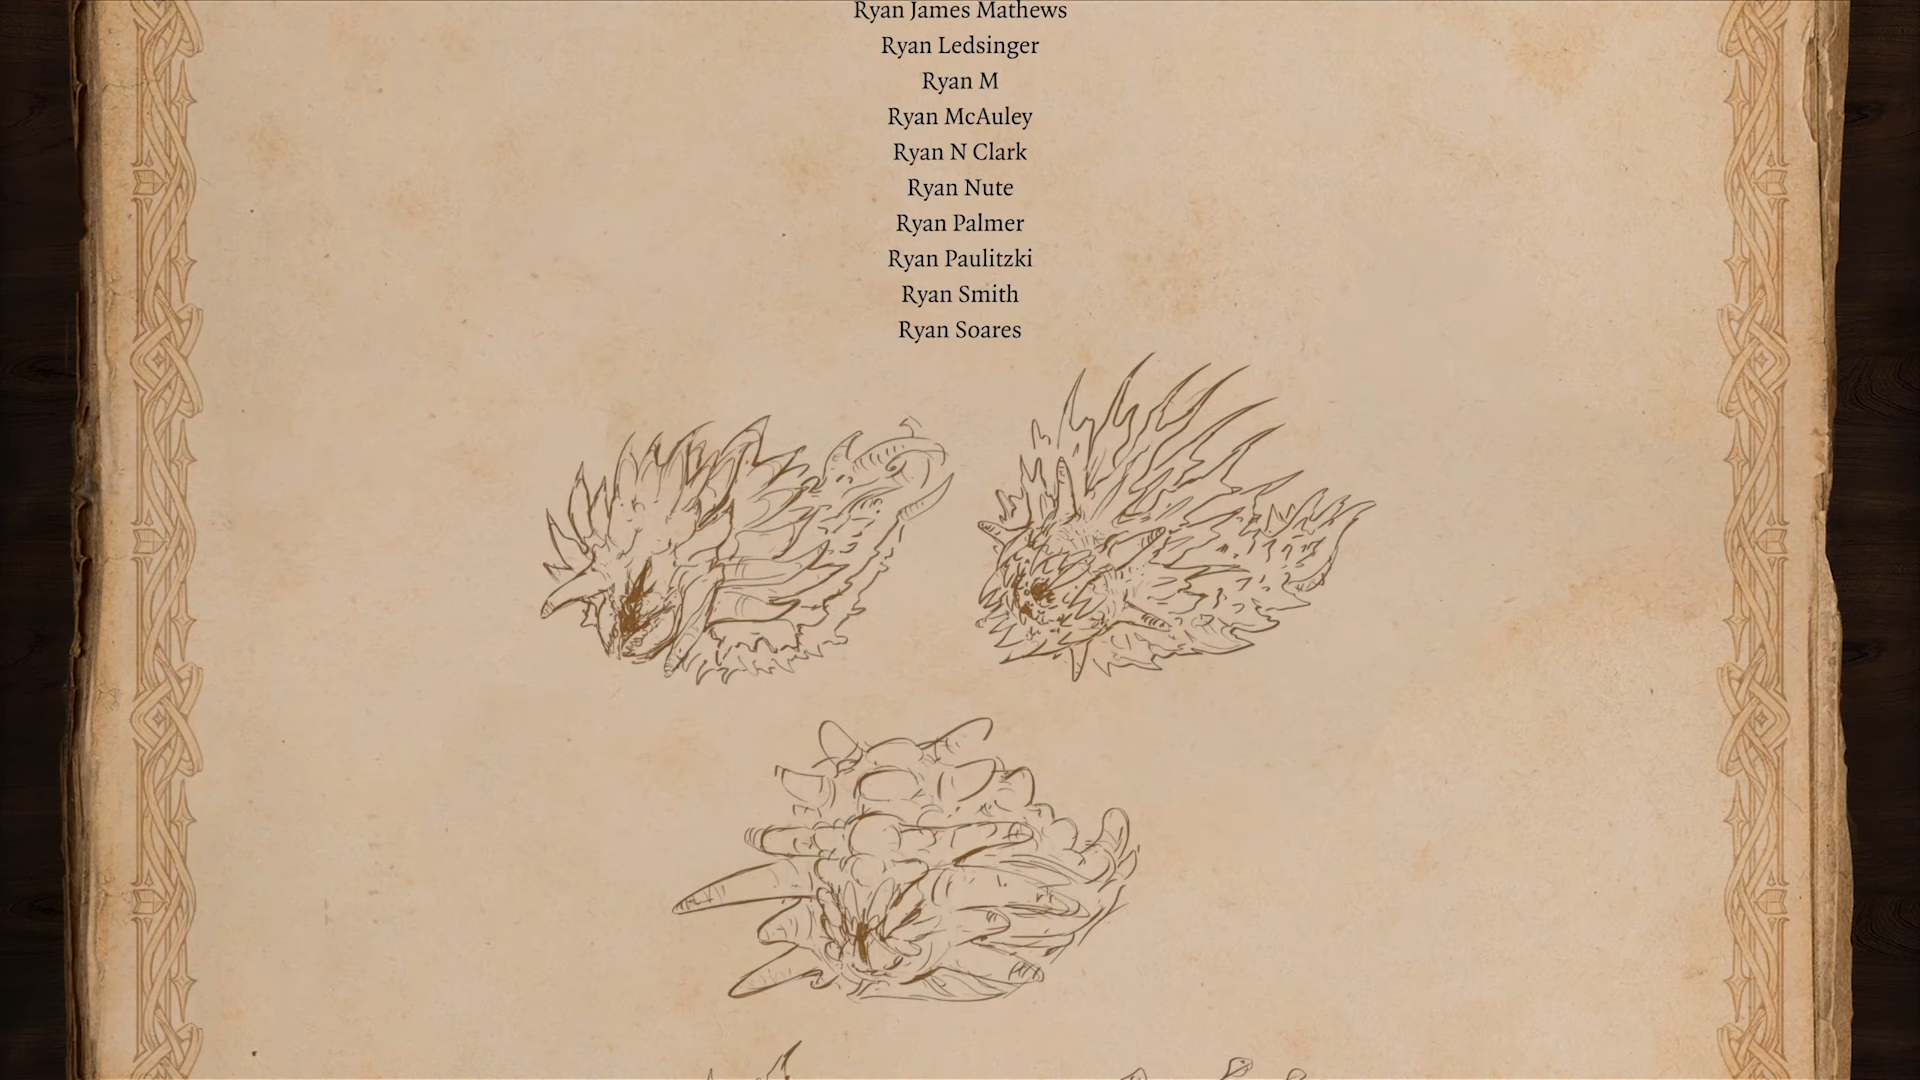 Ryan James Mathews
Ryan Ledsinger
Ryan M
Ryan McAuley
Ryan N Clark
Ryan Nute
Ryan Palmer
Ryan Paulitzki
Ryan Smith
Ryan Soares